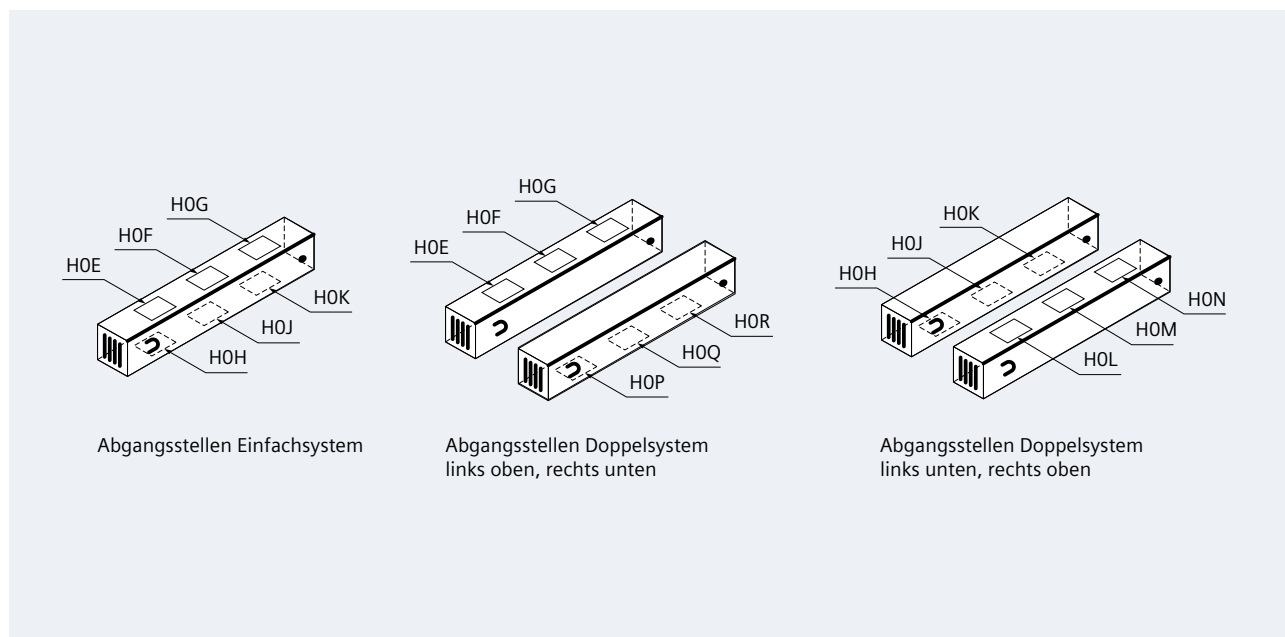 H0G
H0F
H0E
H0K
H0J
H0H
Abgangsstellen Einfachsystem
H0G
H0F
H0E
H0R
H0Q
H0P
Abgangsstellen Doppelsystem
links oben, rechts unten
H0K
H0J
H0H
H0N
H0M
H0L
Abgangsstellen Doppelsystem
links unten, rechts oben